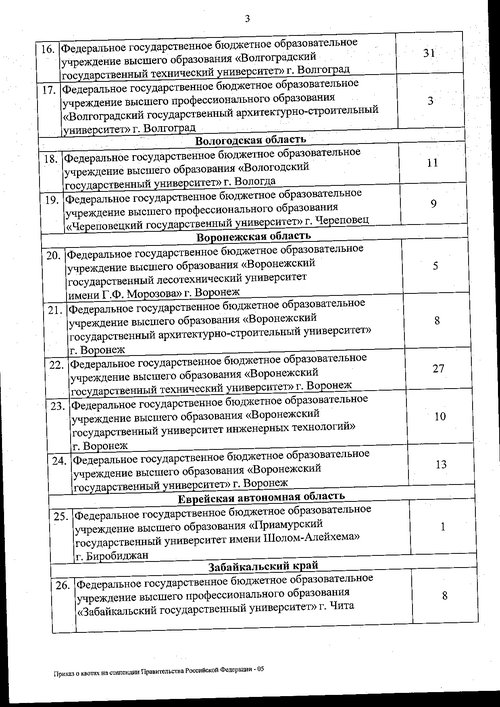 3
16. Федеральное государственное бюджетное образовательное
учреждение высшего образования «Волгоградский
государственный технический университет» г. Волгоград
31
17. Федеральное государственное бюджетное образовательное
учреждение высшего профессионального образования
«Волгоградский государственный архитектурно-строительный
университет» г. Волгоград
3
Вологодская область
18. Федеральное государственное бюджетное образовательное
учреждение высшего образования «Вологодский
государственный университет» г. Вологда
11
19. Федеральное государственное бюджетное образовательное
учреждение высшего профессионального образования
«Череповецкий государственный университет» г. Череповец
9
Воронежская область
20. Федеральное государственное бюджетное образовательное
учреждение высшего образования «Воронежский
государственный лесотехнический университет
имени Г.Ф. Морозова» г. Воронеж
5
21. Федеральное государственное бюджетное образовательное
учреждение высшего образования «Воронежский
государственный архитектурно-строительный университет»
г. Воронеж
8
22. Федеральное государственное бюджетное образовательное
учреждение высшего образования «Воронежский
государственный технический университет» г. Воронеж
27
23. Федеральное государственное бюджетное образовательное
учреждение высшего образования «Воронежский
государственный университет инженерных технологий»
г. Воронеж
10
24. Федеральное государственное бюджетное образовательное
учреждение высшего образования «Воронежский
государственный университет» г. Воронеж
13
Еврейская автономная область
25. Федеральное государственное бюджетное образовательное
учреждение высшего образования «Приамурский
государственный университет имени Шолом-Алейхема»
г. Биробиджан
1
Забайкальский край
26. Федеральное государственное бюджетное образовательное
учреждение высшего профессионального образования
«Забайкальский государственный университет» г. Чита
8
Приказ о квотах на стипендии Правительства Российской Федерации - 05